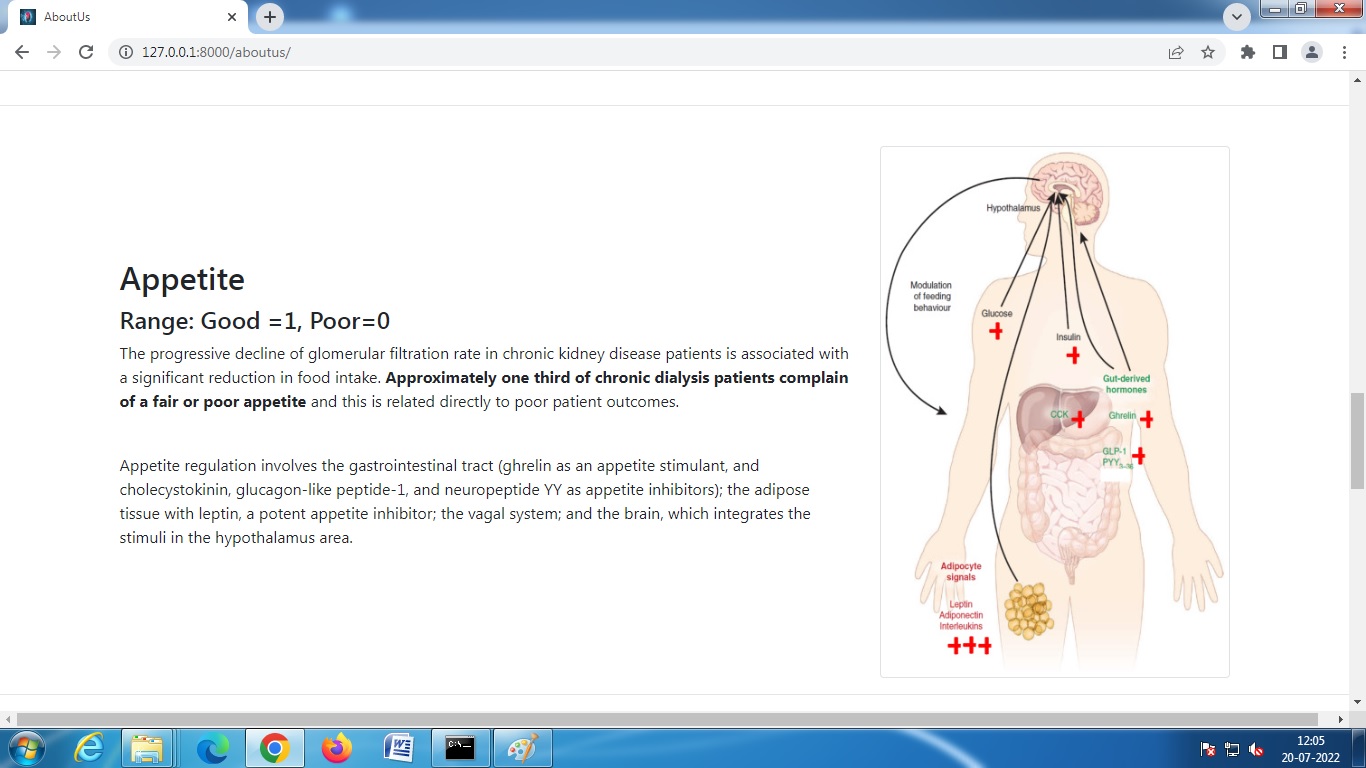 AboutUs
127.0.0.1:8000/aboutus/
Appetite
Range: Good =1, Poor=0
The progressive decline of glomerular filtration rate in chronic kidney disease patients is associated with
a significant reduction in food intake. Approximately one third of chronic dialysis patients complain
of a fair or poor appetite and this is related directly to poor patient outcomes.
Appetite regulation involves the gastrointestinal tract (ghrelin as an appetite stimulant, and
cholecystokinin, glucagon-like peptide-1, and neuropeptide YY as appetite inhibitors); the adipose
tissue with leptin, a potent appetite inhibitor; the vagal system; and the brain, which integrates the
stimuli in the hypothalamus area.
Hypothalamus
Modulation
of feeding
behaviour
Glucose
Insulin
Gut-derived
hormones
CCK
Ghrelin
GLP-1
PYY3-36
Adipocyte
signals
Leptin
Adiponectin
Interleukins
C:\_
12:05
20-07-2022